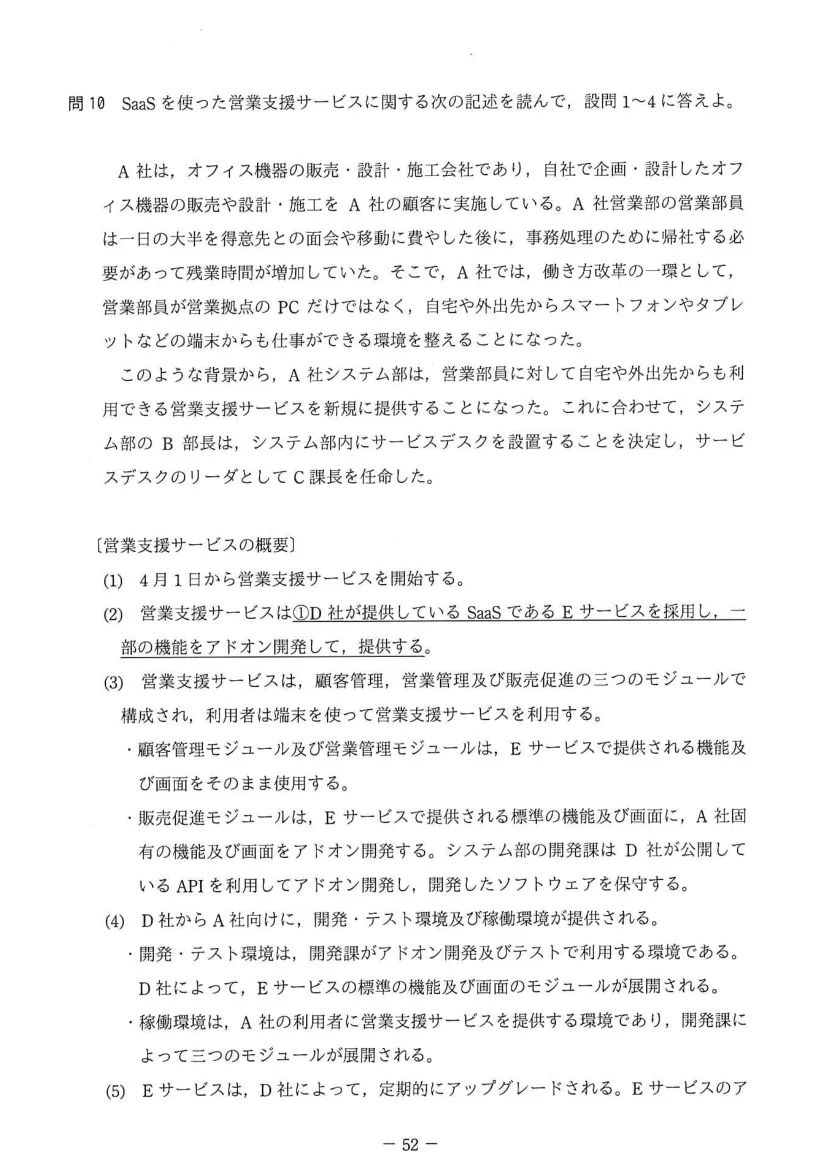 問10 SaaSを使った営業支援サービスに関する次の記述を読んで，設問1～4に答えよ。
A社は，オフィス機器の販売・設計・施工会社であり，自社で企画・設計したオフ
ィス機器の販売や設計・施工をA社の顧客に実施している。A社営業部の営業部員
は一日の大半を得意先との面会や移動に費やした後に，事務処理のために帰社する必
要があって残業時間が増加していた。そこで，A社では，働き方改革の一環として，
営業部員が営業拠点のPCだけではなく，自宅や外出先からスマートフォンやタブレ
ットなどの端末からも仕事ができる環境を整えることになった。
このような背景から，A社システム部は，営業部員に対して自宅や外出先からも利
用できる営業支援サービスを新規に提供することになった。これに合わせて，システ
ム部のB部長は，システム部内にサービスデスクを設置することを決定し，サービ
スデスクのリーダとしてC課長を任命した。
〔営業支援サービスの概要〕
(1) 4月1日から営業支援サービスを開始する。
(2) 営業支援サービスは①D社が提供しているSaaSであるEサービスを採用し，一
部の機能をアドオン開発して，提供する。
(3) 営業支援サービスは，顧客管理，営業管理及び販売促進の三つのモジュールで
構成され，利用者は端末を使って営業支援サービスを利用する。
・顧客管理モジュール及び営業管理モジュールは，Eサービスで提供される機能及
び画面をそのまま使用する。
・販売促進モジュールは，Eサービスで提供される標準の機能及び画面に，A社固
有の機能及び画面をアドオン開発する。システム部の開発課はD社が公開して
いるAPIを利用してアドオン開発し，開発したソフトウェアを保守する。
(4) D社からA社向けに，開発・テスト環境及び稼働環境が提供される。
・開発・テスト環境は，開発課がアドオン開発及びテストで利用する環境である。
D社によって，Eサービスの標準の機能及び画面のモジュールが展開される。
・稼働環境は，A社の利用者に営業支援サービスを提供する環境であり，開発課に
よって三つのモジュールが展開される。
(5) Eサービスは，D社によって，定期的にアップグレードされる。Eサービスのア
－ 52 －